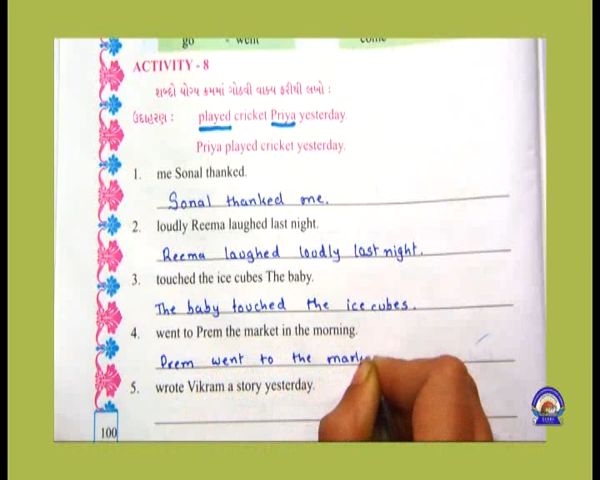 go - went
come
ACTIVITY - 8
શબ્દો યોગ્ય ક્રમમાં ગોઠવી વાક્ય ફરીથી લખો :
ઉદાહરણ : played cricket Priya yesterday.
Priya played cricket yesterday.
1. me Sonal thanked.
Sonal thanked me.
2. loudly Reema laughed last night.
Reema laughed loudly last night.
3. touched the ice cubes The baby.
The baby touched the ice cubes.
4. went to Prem the market in the morning.
Prem went to the mark
5. wrote Vikram a story yesterday.
100